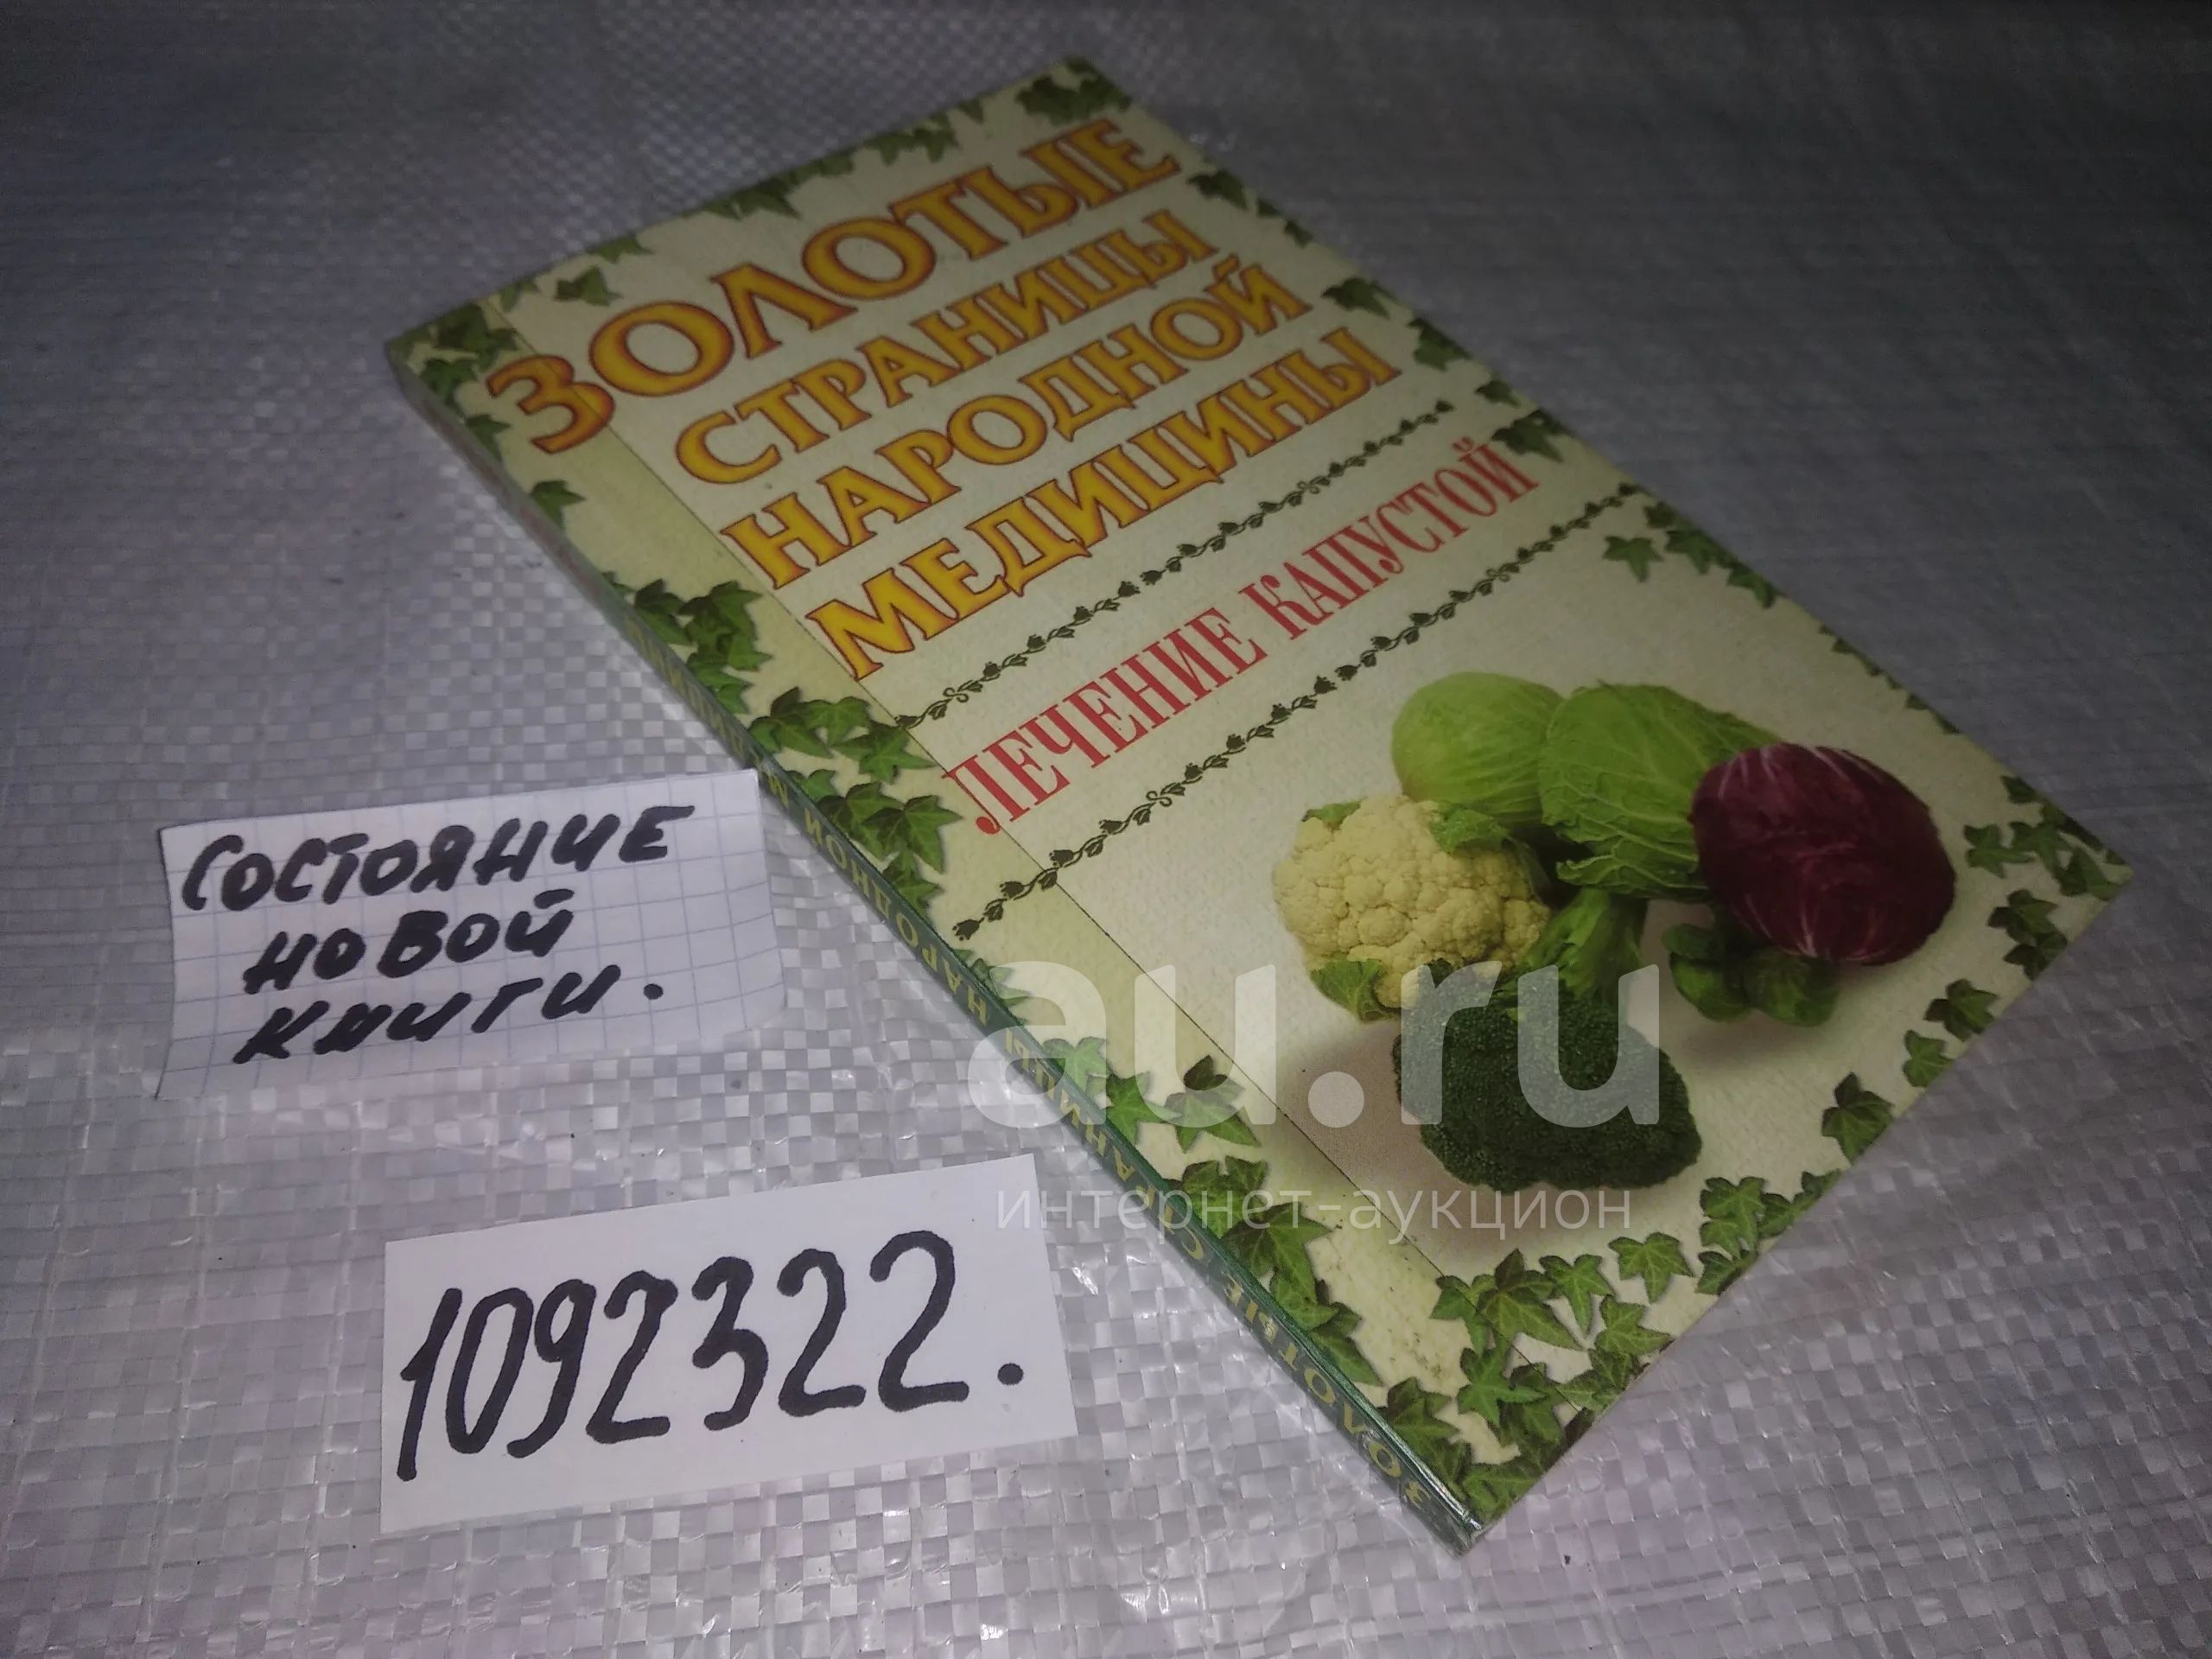 ЗОЛОТЫЕ
СТРАНИЦЫ
НАРОДНОЙ
МЕДИЦИНЫ
ЛЕЧЕНИЕ КАПУСТОЙ
ЗОЛОТЫЕ СТРАНИЦЫ НАРОДНОЙ
СОСТОЯНИЕ
НОВОЙ
КНИГИ.
1092322.
au.ru
интернет-аукцион